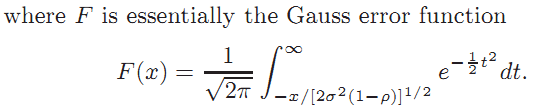 where F is essentially the Gauss error function
F(x) = \frac{1}{\sqrt{2\pi}} \int_{-x/[2\sigma^2(1-\rho)]^{1/2}}^{\infty} e^{-\frac{1}{2}t^2} dt.